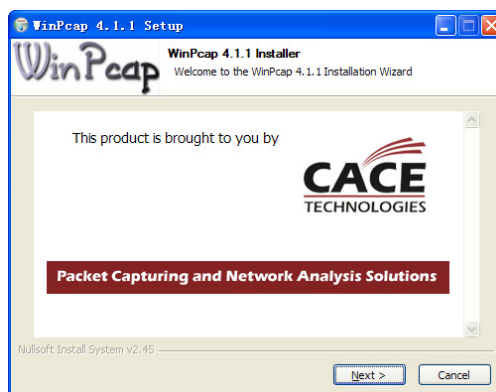 WinPcap 4.1.1 Setup
WinPcap
WinPcap 4.1.1 Installer
Welcome to the WinPcap 4.1.1 Installation Wizard
This product is brought to you by
CACE
TECHNOLOGIES
Packet Capturing and Network Analysis Solutions
Nullsoft Install System v2.45
Next >
Cancel